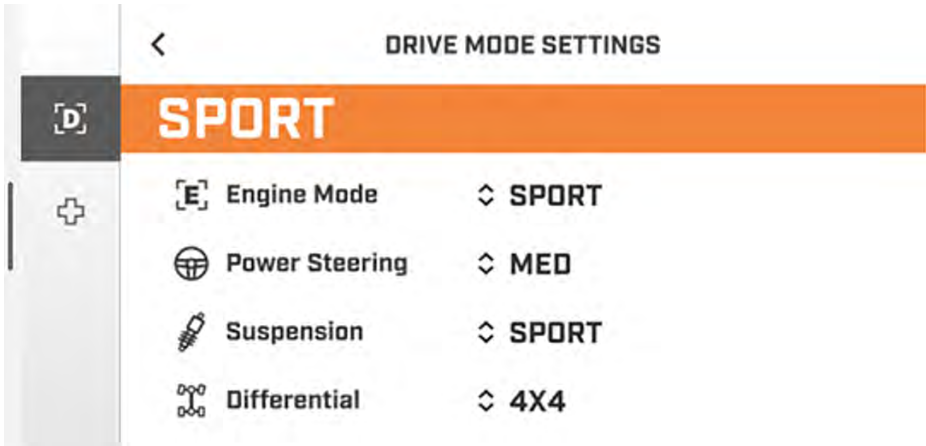 DRIVE MODE SETTINGS
D
SPORT
E Engine Mode SPORT
Power Steering MED
Suspension SPORT
Differential 4X4